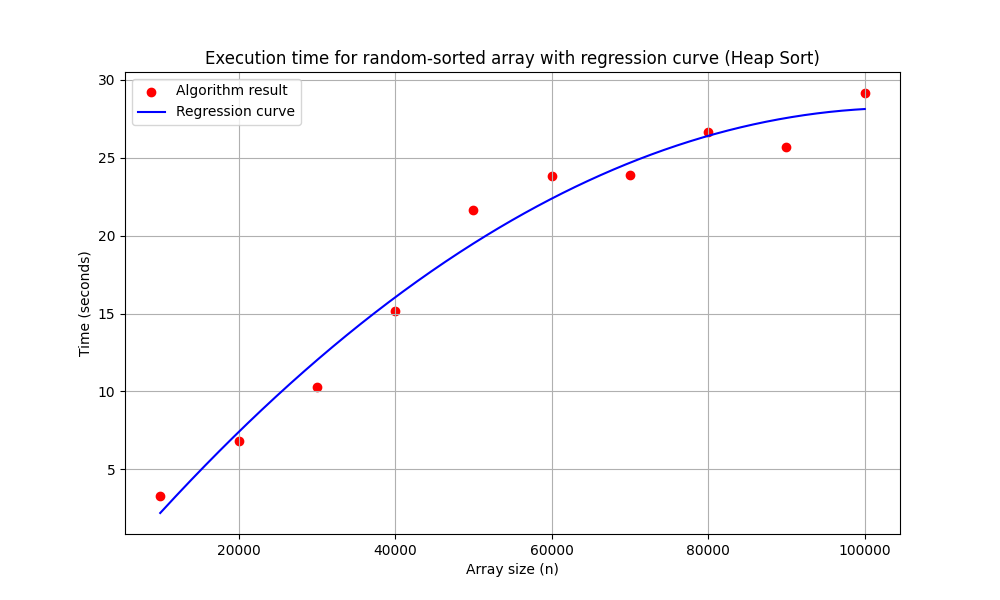 Execution time for random-sorted array with regression curve (Heap Sort)
Algorithm result
Regression curve
Time (seconds)
30
25
20
15
10
5
20000 40000 60000 80000 100000
Array size (n)